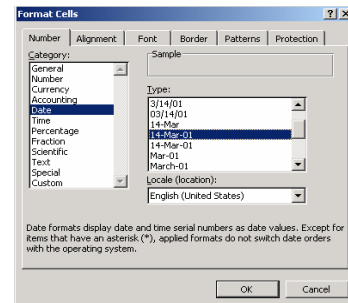 Format Cells
Number Alignment Font Border Patterns Protection
Category:
General
Number
Currency
Accounting
Date
Time
Percentage
Fraction
Scientific
Text
Special
Custom
Sample
Type:
3/14/01
03/14/01
14-Mar
14-Mar-01
14-Mar-01
Mar-01
March-01
Locale (location):
English (United States)
Date formats display date and time serial numbers as date values. Except for
items that have an asterisk (*), applied formats do not switch date orders
with the operating system.
OK Cancel